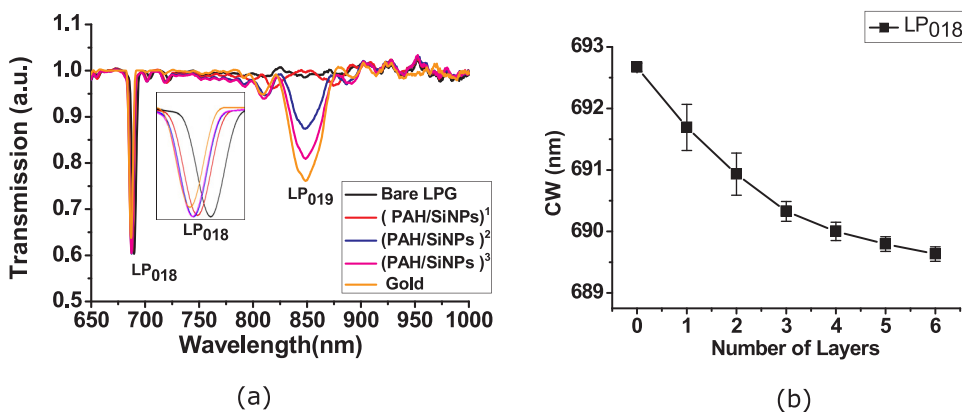 Transmission (a.u.)
1.1
1.0
0.9
0.8
0.7
0.6
0.5
650 700 750 800 850 900 950 1000
Wavelength(nm)
LP018
LP018
LP019
Bare LPG
( PAH/SiNPs)1
(PAH/SiNPs )2
(PAH/SiNPs )3
Gold
(a)
LP018
CW (nm)
693
692
691
690
689
0 1 2 3 4 5 6
Number of Layers
(b)